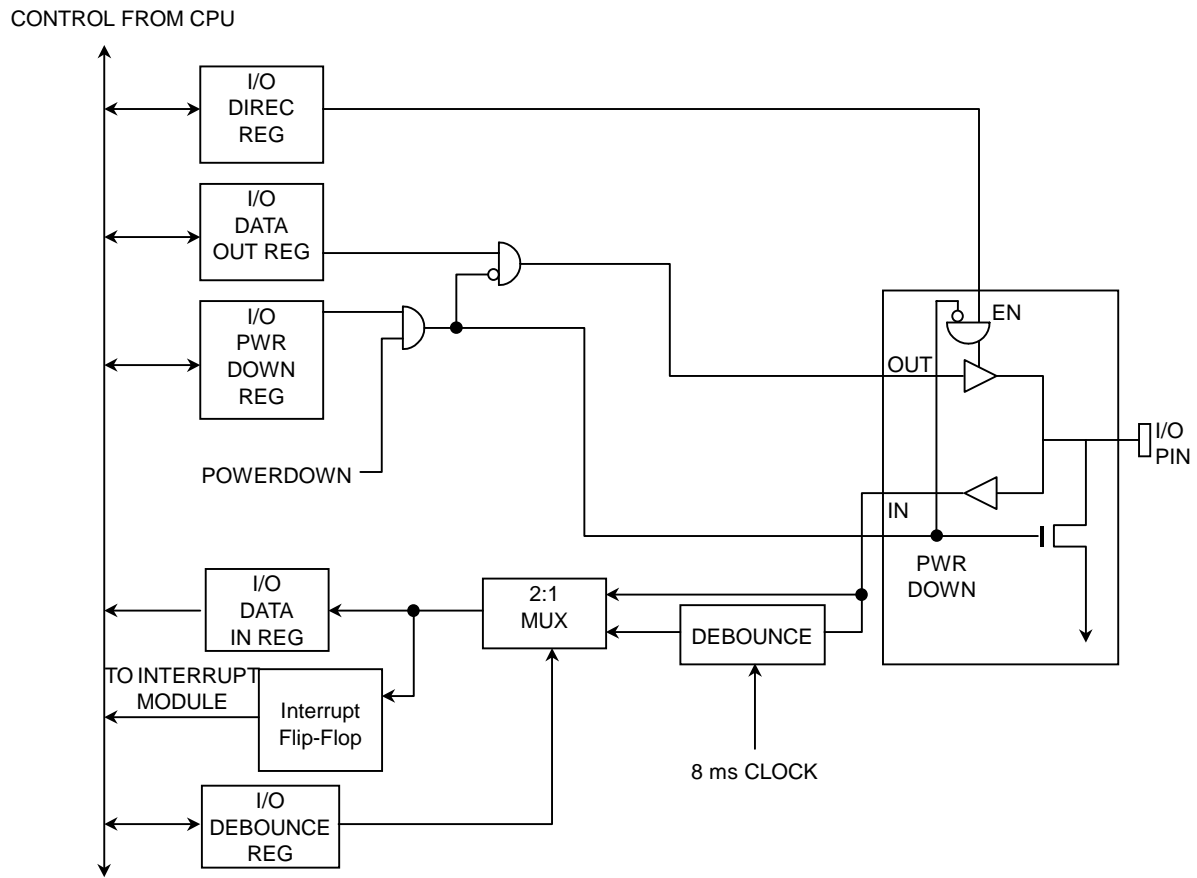 CONTROL FROM CPU
I/O
DIREC
REG
I/O
DATA
OUT REG
I/O
PWR
DOWN
REG
POWERDOWN
EN
OUT
I/O
PIN
IN
PWR
DOWN
I/O
DATA
IN REG
2:1
MUX
DEBOUNCE
TO INTERRUPT
MODULE
Interrupt
Flip-Flop
8 ms CLOCK
I/O
DEBOUNCE
REG